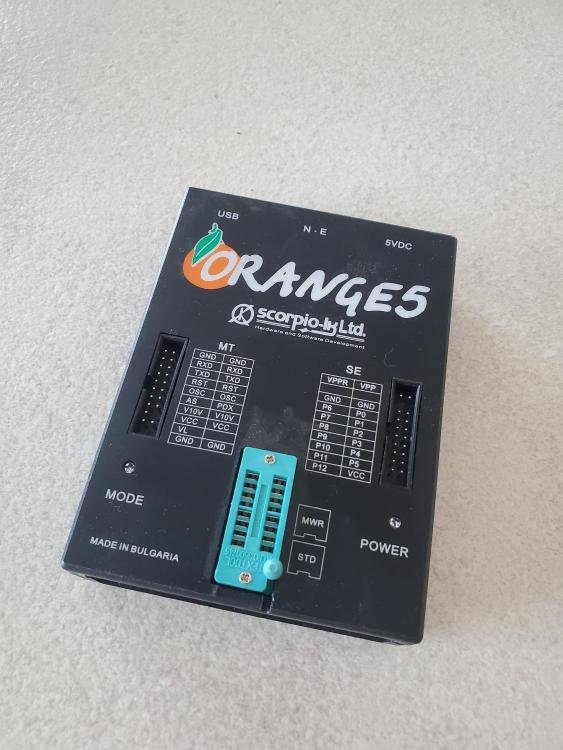 USB
N - E
5VDC
ORANGE5
scorpio-lk Ltd.
Hardware and Software Development
MT
GND GND
RXD RXD
TXD TXD
RST RST
OSC OSC
AS PDX
V10V V10V
VCC VCC
VL
GND GND
SE
VPPR VPP
GND GND
P6 P0
P7 P1
P8 P2
P9 P3
P10 P4
P11 P5
P12 VCC
MODE
MWR
STD
POWER
MADE IN BULGARIA
TEXTOOL